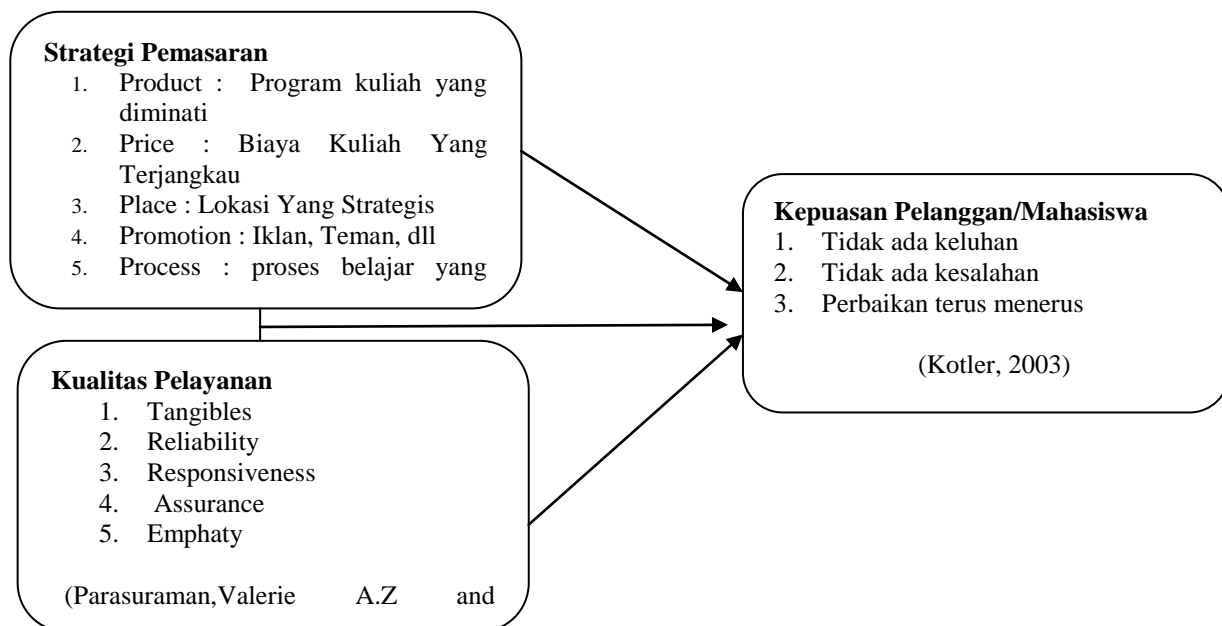 Strategi Pemasaran
1. Product : Program kuliah yang
diminati
2. Price : Biaya Kuliah Yang
Terjangkau
3. Place : Lokasi Yang Strategis
4. Promotion : Iklan, Teman, dll
5. Process : proses belajar yang
Kualitas Pelayanan
1. Tangibles
2. Reliability
3. Responsiveness
4. Assurance
5. Emphaty
(Parasuraman,Valerie A.Z and
Kepuasan Pelanggan/Mahasiswa
1. Tidak ada keluhan
2. Tidak ada kesalahan
3. Perbaikan terus menerus
(Kotler, 2003)